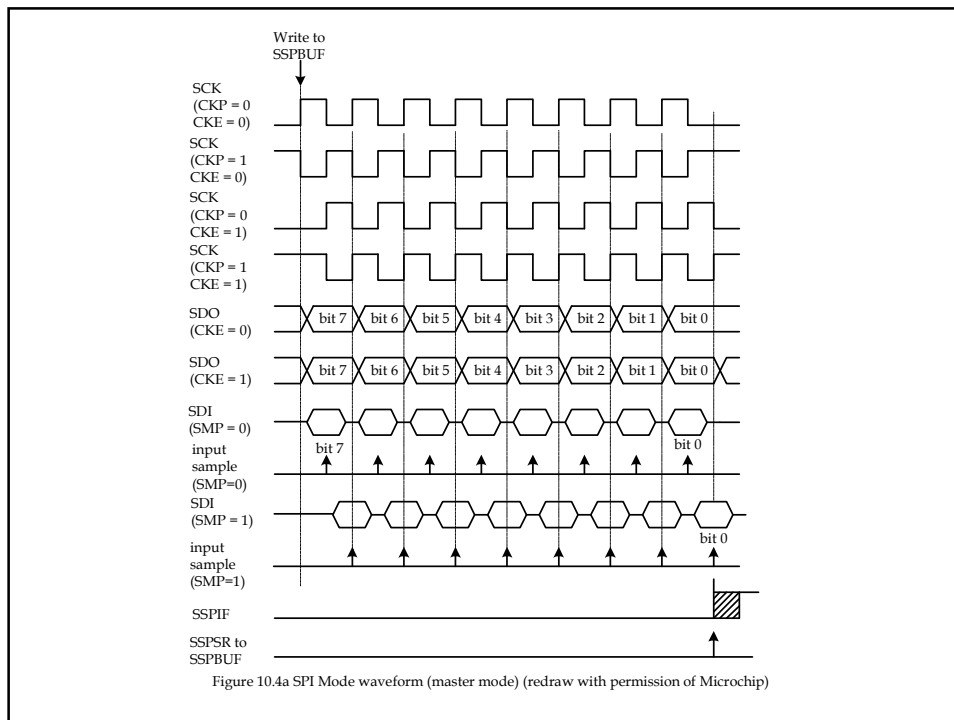 Write to
SSPBUF
SCK
(CKP = 0
CKE = 0)
SCK
(CKP = 1
CKE = 0)
SCK
(CKP = 0
CKE = 1)
SCK
(CKP = 1
CKE = 1)
SDO
(CKE = 0)
bit 7 bit 6 bit 5 bit 4 bit 3 bit 2 bit 1 bit 0
SDO
(CKE = 1)
bit 7 bit 6 bit 5 bit 4 bit 3 bit 2 bit 1 bit 0
SDI
(SMP = 0)
bit 7 bit 0
input
sample
(SMP=0)
SDI
(SMP = 1)
bit 0
input
sample
(SMP=1)
SSPIF
SSPSR to
SSPBUF
Figure 10.4a SPI Mode waveform (master mode) (redraw with permission of Microchip)